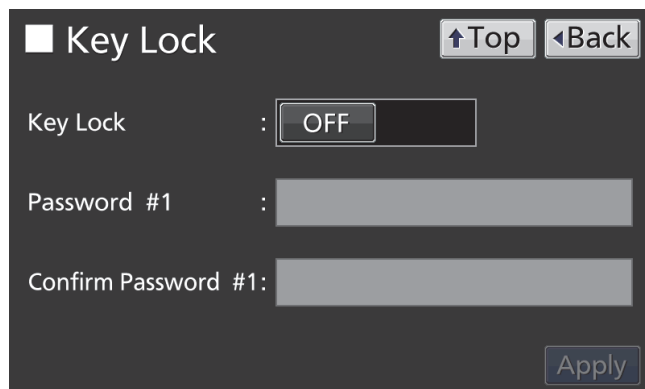 Key Lock
Top
Back
Key Lock : OFF
Password #1 :
Confirm Password #1:
Apply